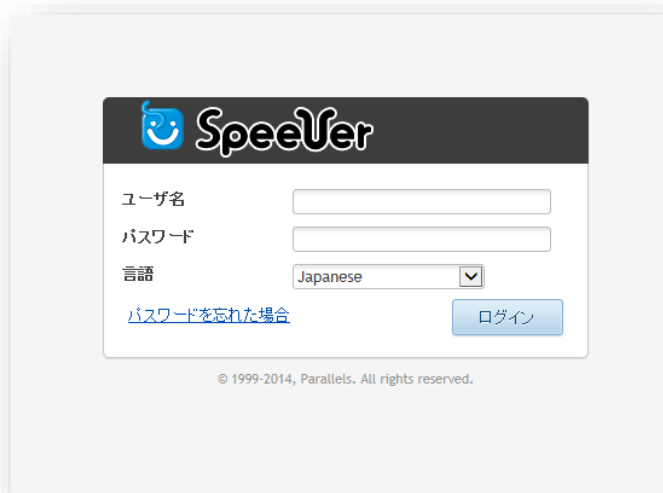 SpeeVer
ユーザ名
パスワード
言語
Japanese
パスワードを忘れた場合
ログイン
© 1999-2014, Parallels. All rights reserved.